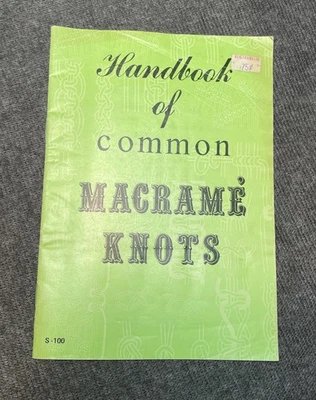 Handbook
of
common
MACRAMÉ
KNOTS
S-100